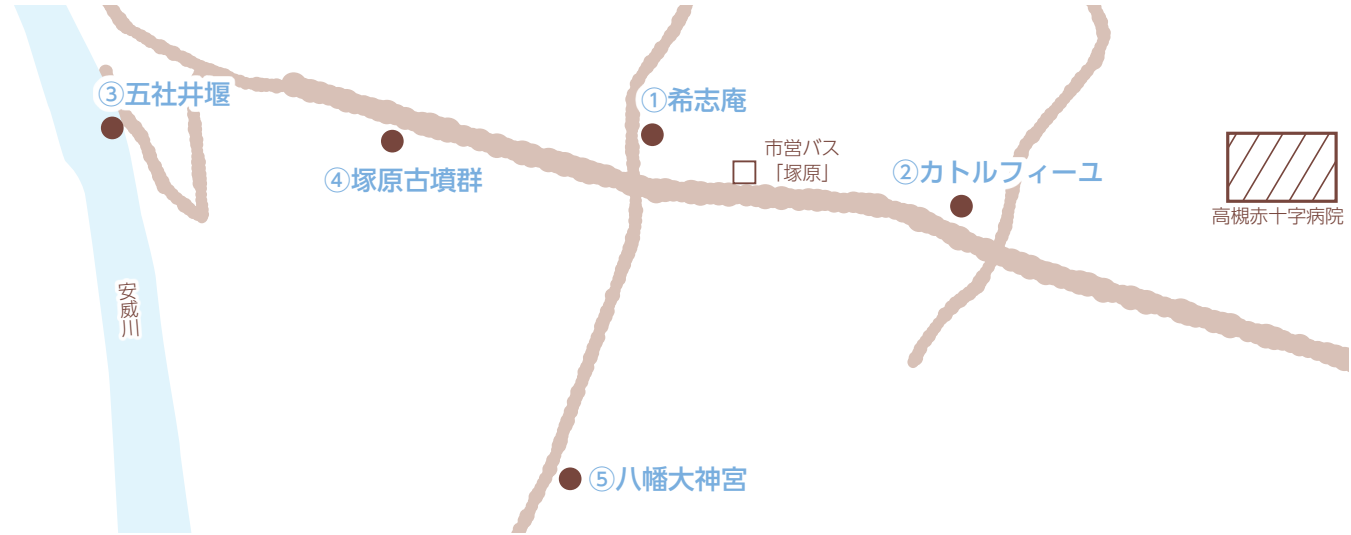 ③五社井堰
①希志庵
市営バス
「塚原」
②カトルフィーユ
④塚原古墳群
高槻赤十字病院
安威川
⑤八幡大神宮